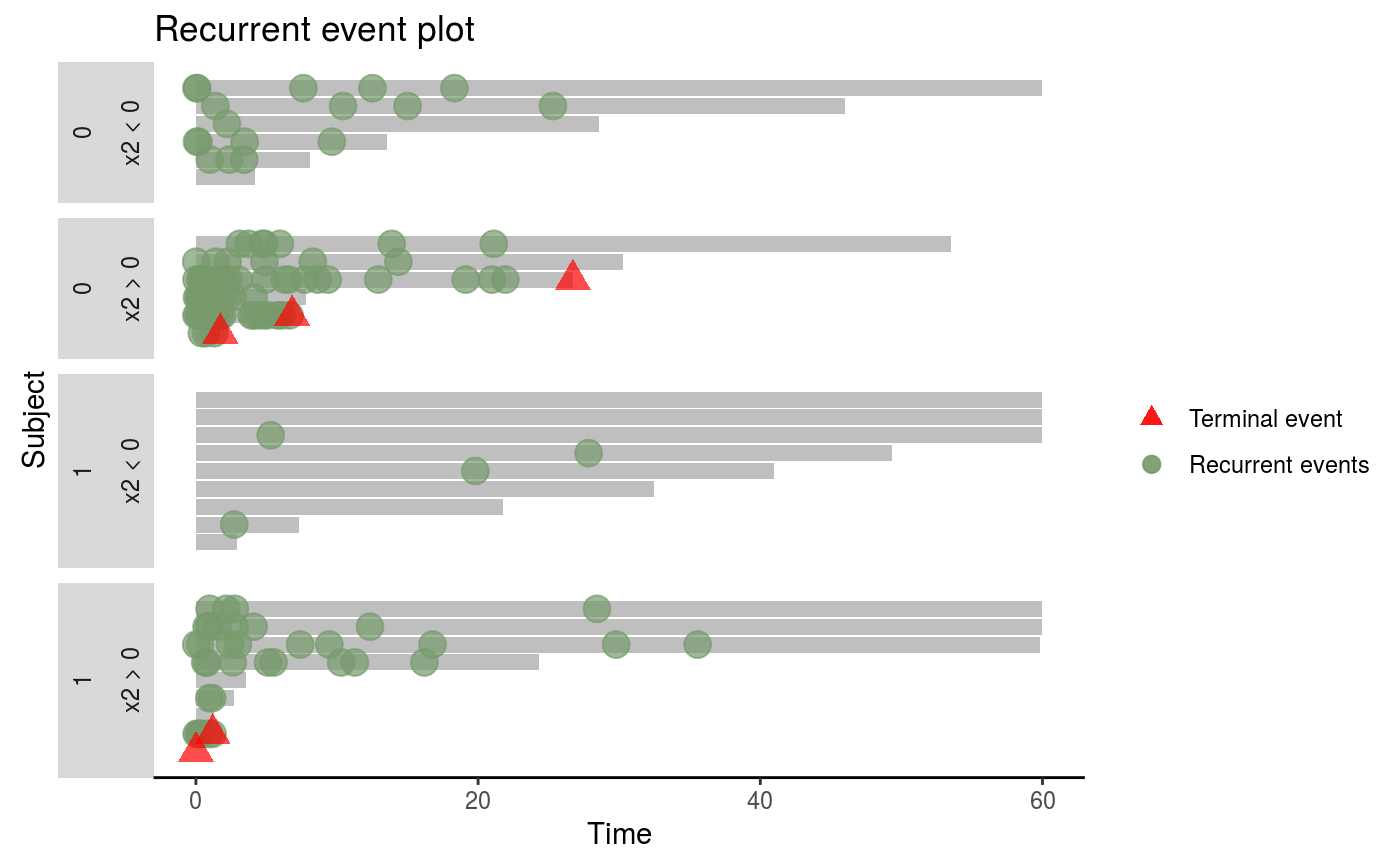 Recurrent event plot
Subject
0
x2 < 0
0
x2 > 0
1
x2 < 0
1
x2 > 0
0
20
40
60
Time
Terminal event
Recurrent events